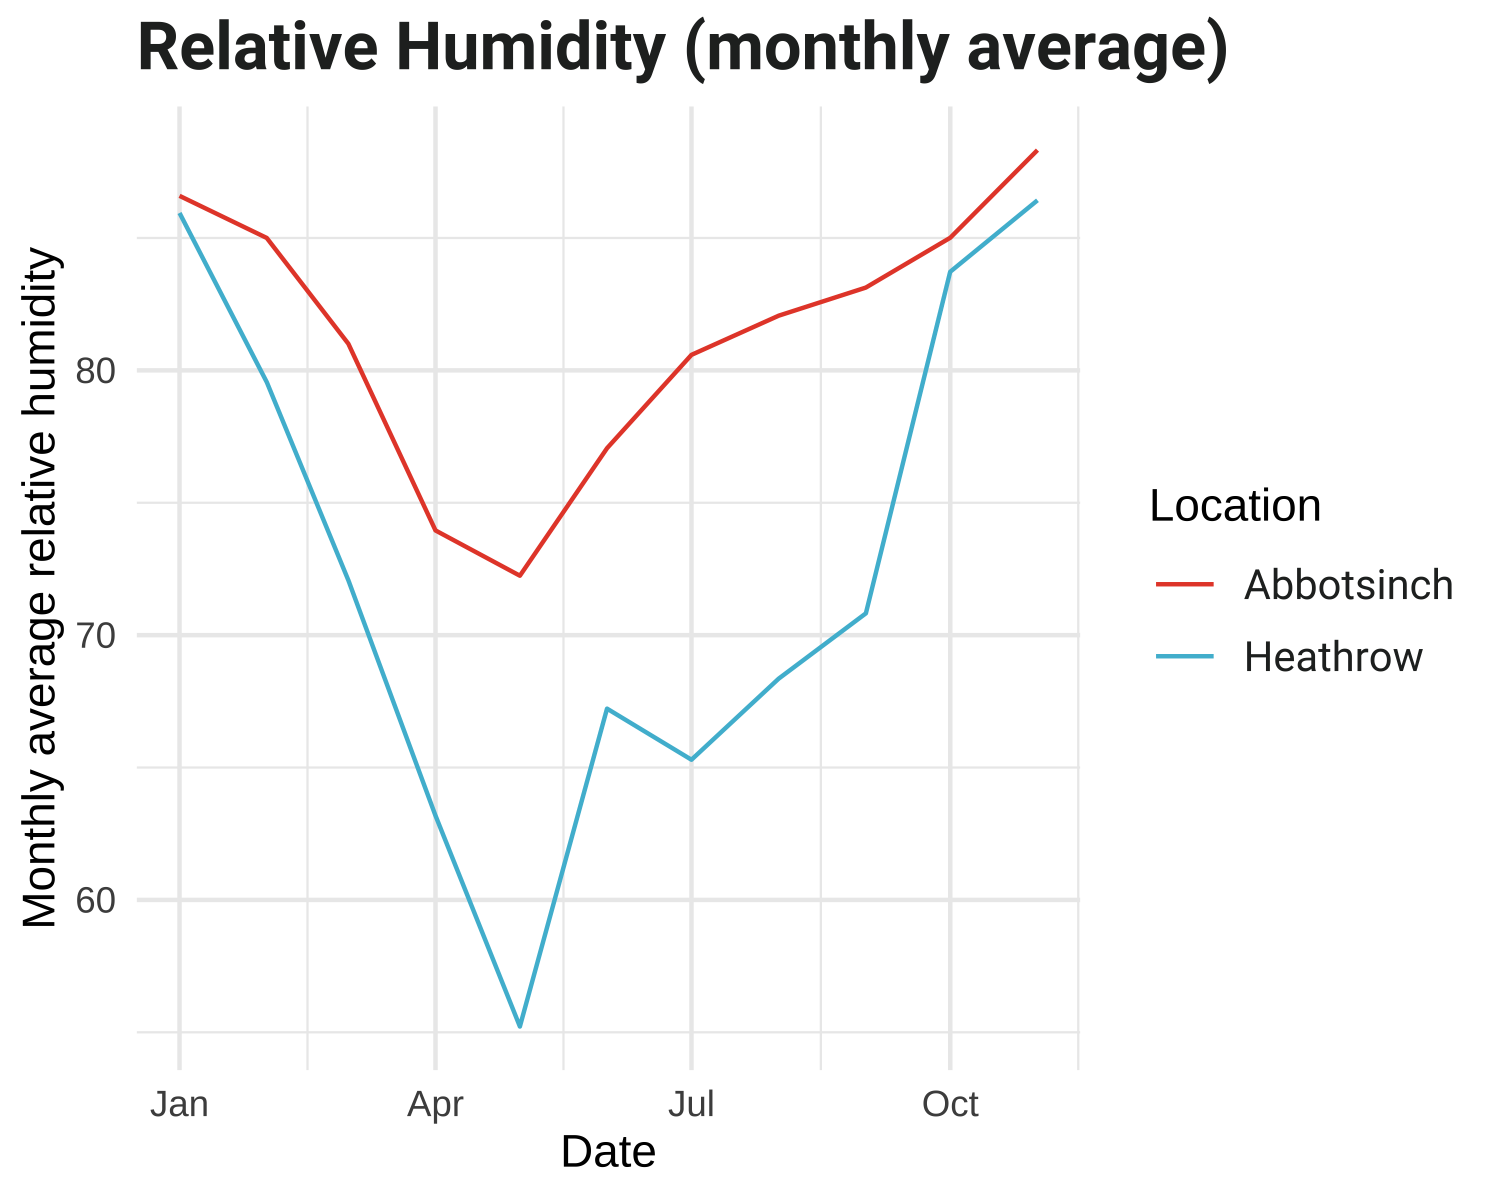 Relative Humidity (monthly average)
Monthly average relative humidity
80
70
60
Jan Apr Jul Oct
Date
Location
Abbotsinch
Heathrow